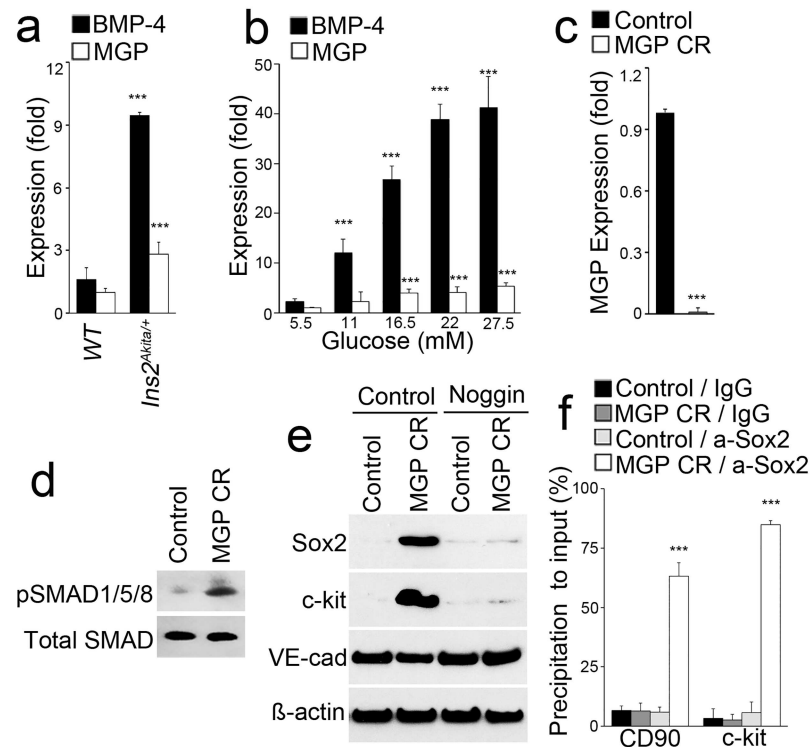 a
BMP-4
MGP
Expression (fold)
12
9
6
3
0
***
***
WT
Ins2Akita/+
b
BMP-4
MGP
Expression (fold)
50
40
30
20
10
0
***
***
***
***
***
***
***
5.5
11
16.5
22
27.5
Glucose (mM)
c
Control
MGP CR
MGP Expression (fold)
1.2
0.9
0.6
0.3
0
***
d
Control
MGP CR
pSMAD1/5/8
Total SMAD
e
Control
Noggin
Control
MGP CR
Control
MGP CR
Sox2
c-kit
VE-cad
ß-actin
f
Control / IgG
MGP CR / IgG
Control / a-Sox2
MGP CR / a-Sox2
Precipitation to input (%)
100
75
50
25
0
***
***
CD90
c-kit